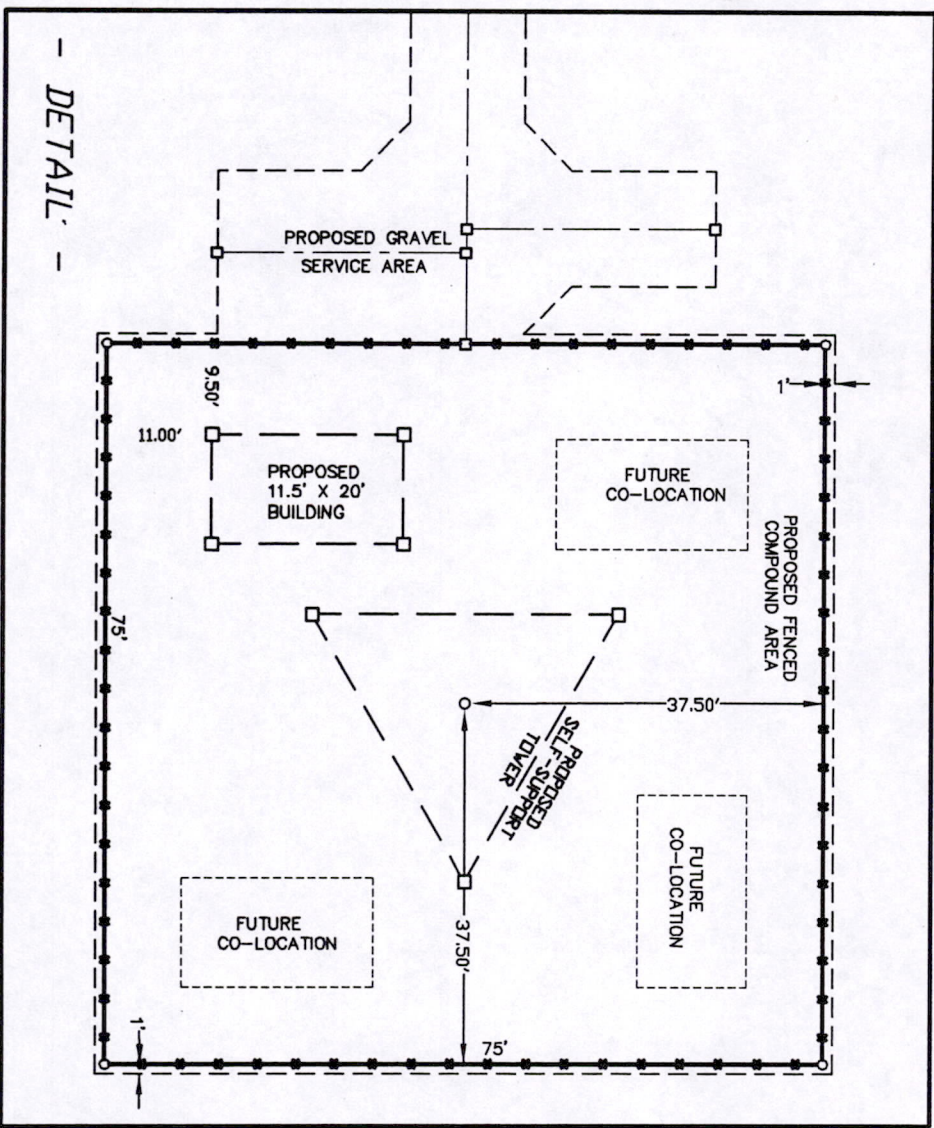 - DETAIL -
PROPOSED GRAVEL
SERVICE AREA
9.50'
1'
11.00'
PROPOSED
11.5' X 20'
BUILDING
FUTURE
CO-LOCATION
PROPOSED FENCED
COMPOUND AREA
75'
37.50'
PROPOSED
SELF-SUPPORT
TOWER
FUTURE
CO-LOCATION
FUTURE
CO-LOCATION
37.50'
75'
1'